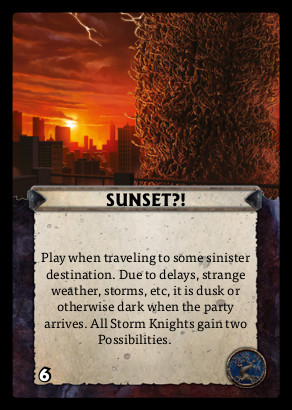 SUNSET?!
Play when traveling to some sinister
destination. Due to delays, strange
weather, storms, etc, it is dusk or
otherwise dark when the party
arrives. All Storm Knights gain two
Possibilities.
6